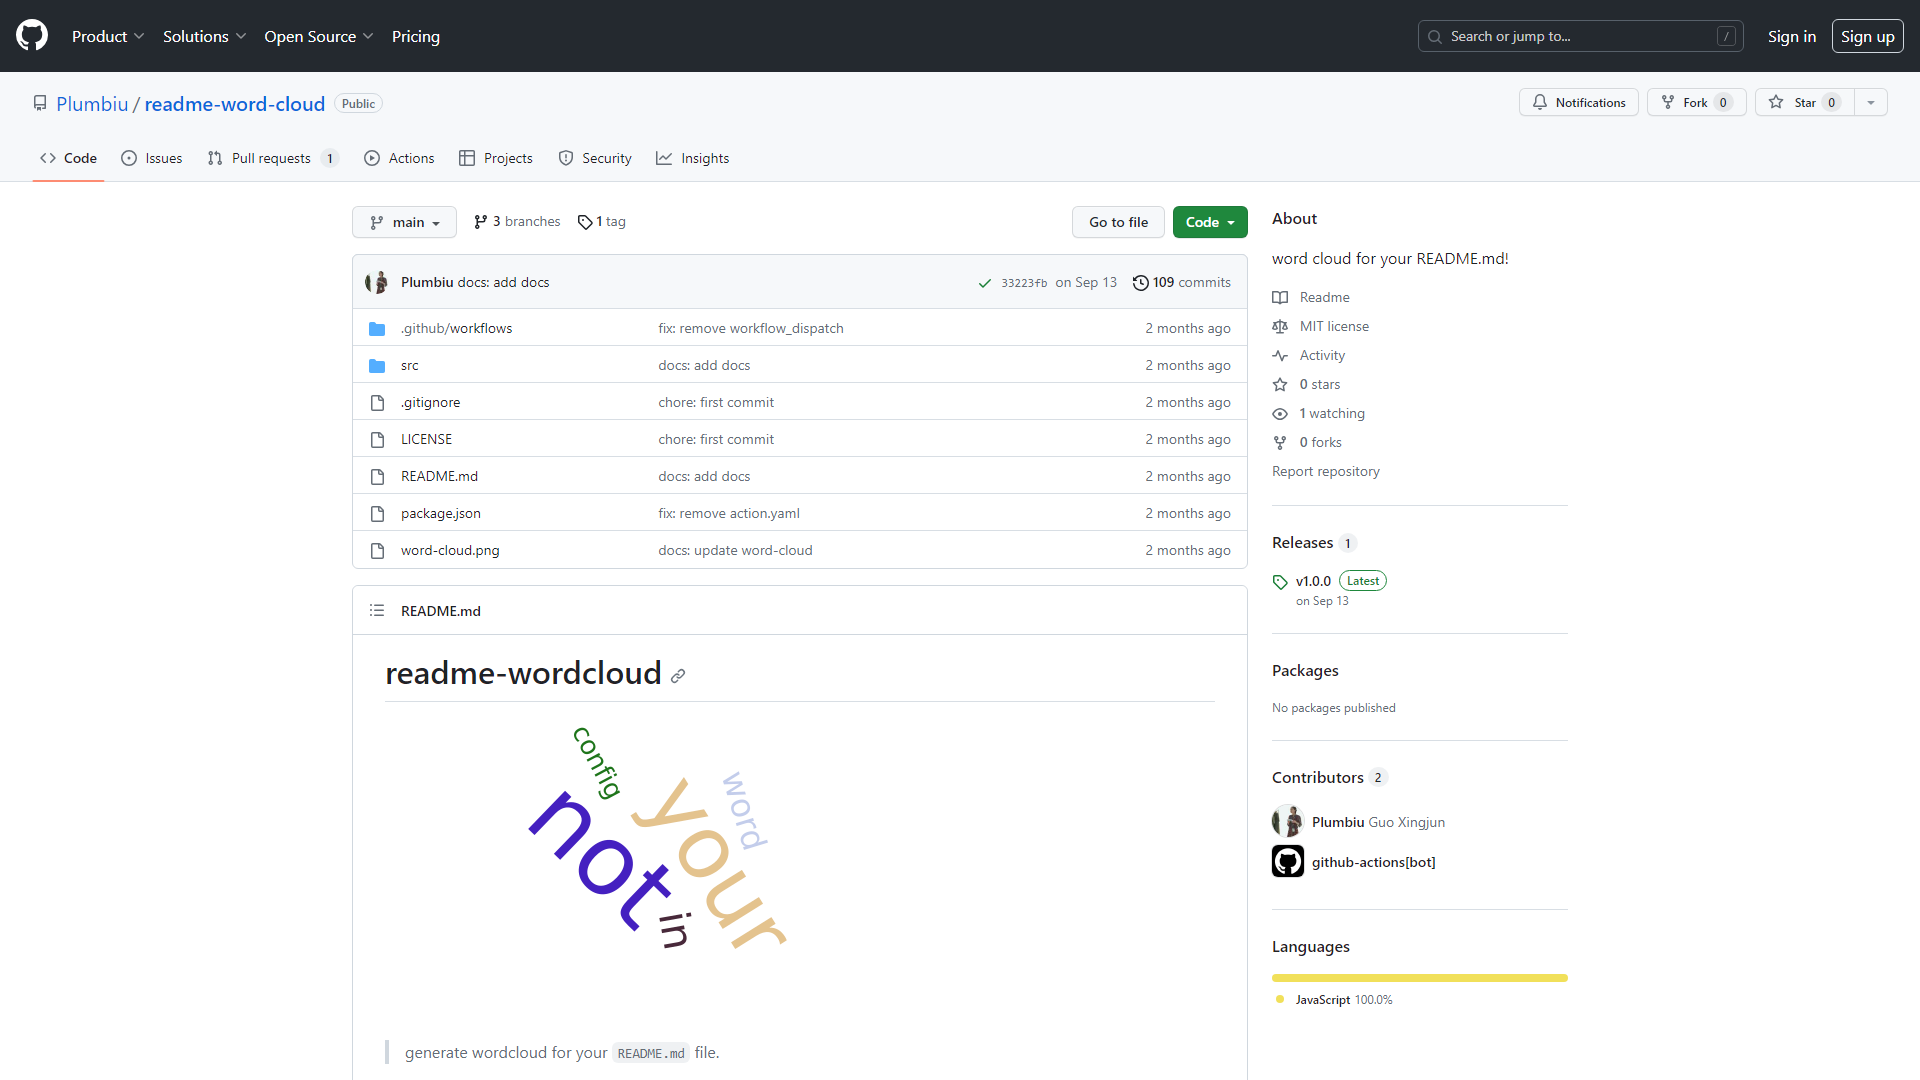 Product Solutions Open Source Pricing Search or jump to... / Sign in Sign up
Plumbiu / readme-word-cloud Public Notifications Fork 0 Star 0
Code Issues Pull requests 1 Actions Projects Security Insights
main 3 branches 1 tag Go to file Code
Plumbiu docs: add docs 33223fb on Sep 13 109 commits
.github/workflows fix: remove workflow_dispatch 2 months ago
src docs: add docs 2 months ago
.gitignore chore: first commit 2 months ago
LICENSE chore: first commit 2 months ago
README.md docs: add docs 2 months ago
package.json fix: remove action.yaml 2 months ago
word-cloud.png docs: update word-cloud 2 months ago
README.md
readme-wordcloud
config
word
your
not
in
generate wordcloud for your README.md file.
About
word cloud for your README.md!
Readme
MIT license
Activity
0 stars
1 watching
0 forks
Report repository
Releases 1
v1.0.0 Latest
on Sep 13
Packages
No packages published
Contributors 2
Plumbiu Guo Xingjun
github-actions[bot]
Languages
JavaScript 100.0%